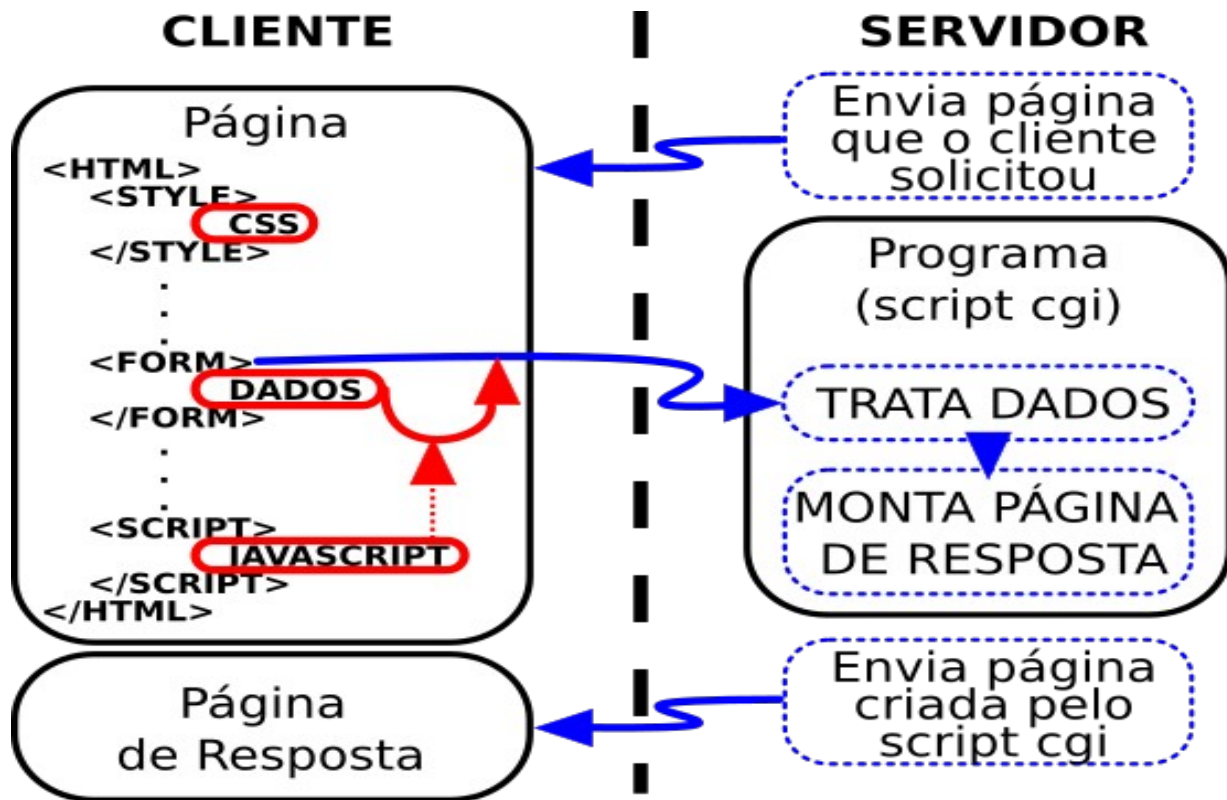 CLIENTE
Página
<HTML>
<STYLE>
CSS
</STYLE>
.
.
.
<FORM>
DADOS
</FORM>
.
.
.
<SCRIPT>
JAVASCRIPT
</SCRIPT>
</HTML>
Página
de Resposta
SERVIDOR
Envia página
que o cliente
solicitou
Programa
(script cgi)
TRATA DADOS
MONTA PÁGINA
DE RESPOSTA
Envia página
criada pelo
script cgi